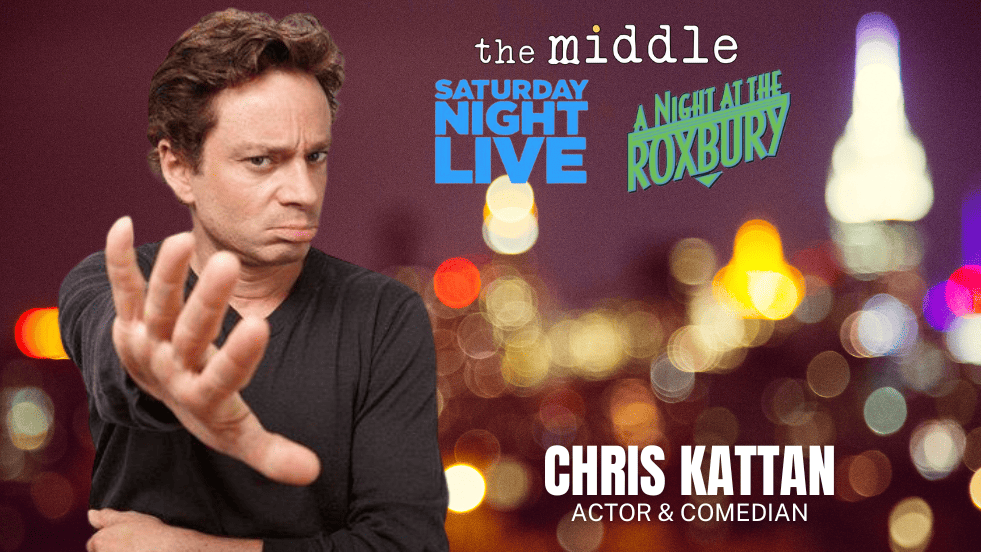 the middle
SATURDAY
NIGHT
LIVE
A NIGHT AT THE
ROXBURY
CHRIS KATTAN
ACTOR & COMEDIAN